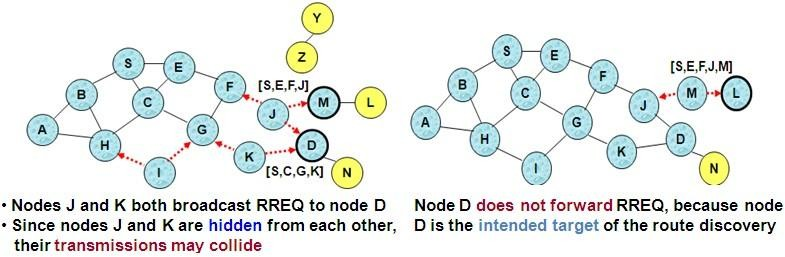 Y
Z
S
E
B
F
[S,E,F,J]
C
J
M
L
A
H
G
K
D
I
[S,C,G,K]
N
• Nodes J and K both broadcast RREQ to node D
• Since nodes J and K are hidden from each other,
their transmissions may collide
S
E
B
F
[S,E,F,J,M]
C
J
M
L
A
H
G
K
D
I
N
Node D does not forward RREQ, because node
D is the intended target of the route discovery